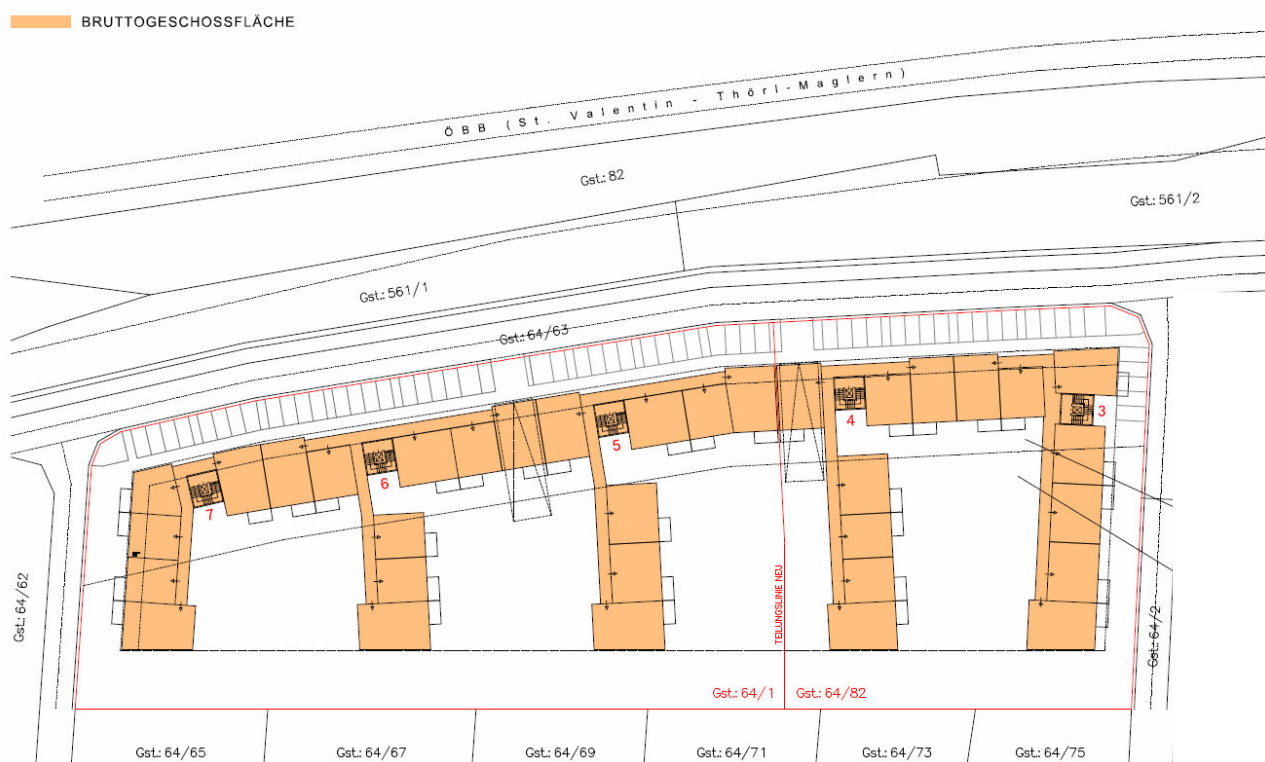 BRUTTOGESCHOSSFLÄCHE
ÖBB (St. Valentin - Thörl-Maglern)
Gst.: 82
Gst.: 561/2
Gst.: 561/1
Gst.: 64/63
3
4
5
6
7
TEILUNGSLINIE NEU
Gst.: 64/62
Gst.: 64/2
Gst.: 64/1
Gst.: 64/82
Gst.: 64/65
Gst.: 64/67
Gst.: 64/69
Gst.: 64/71
Gst.: 64/73
Gst.: 64/75